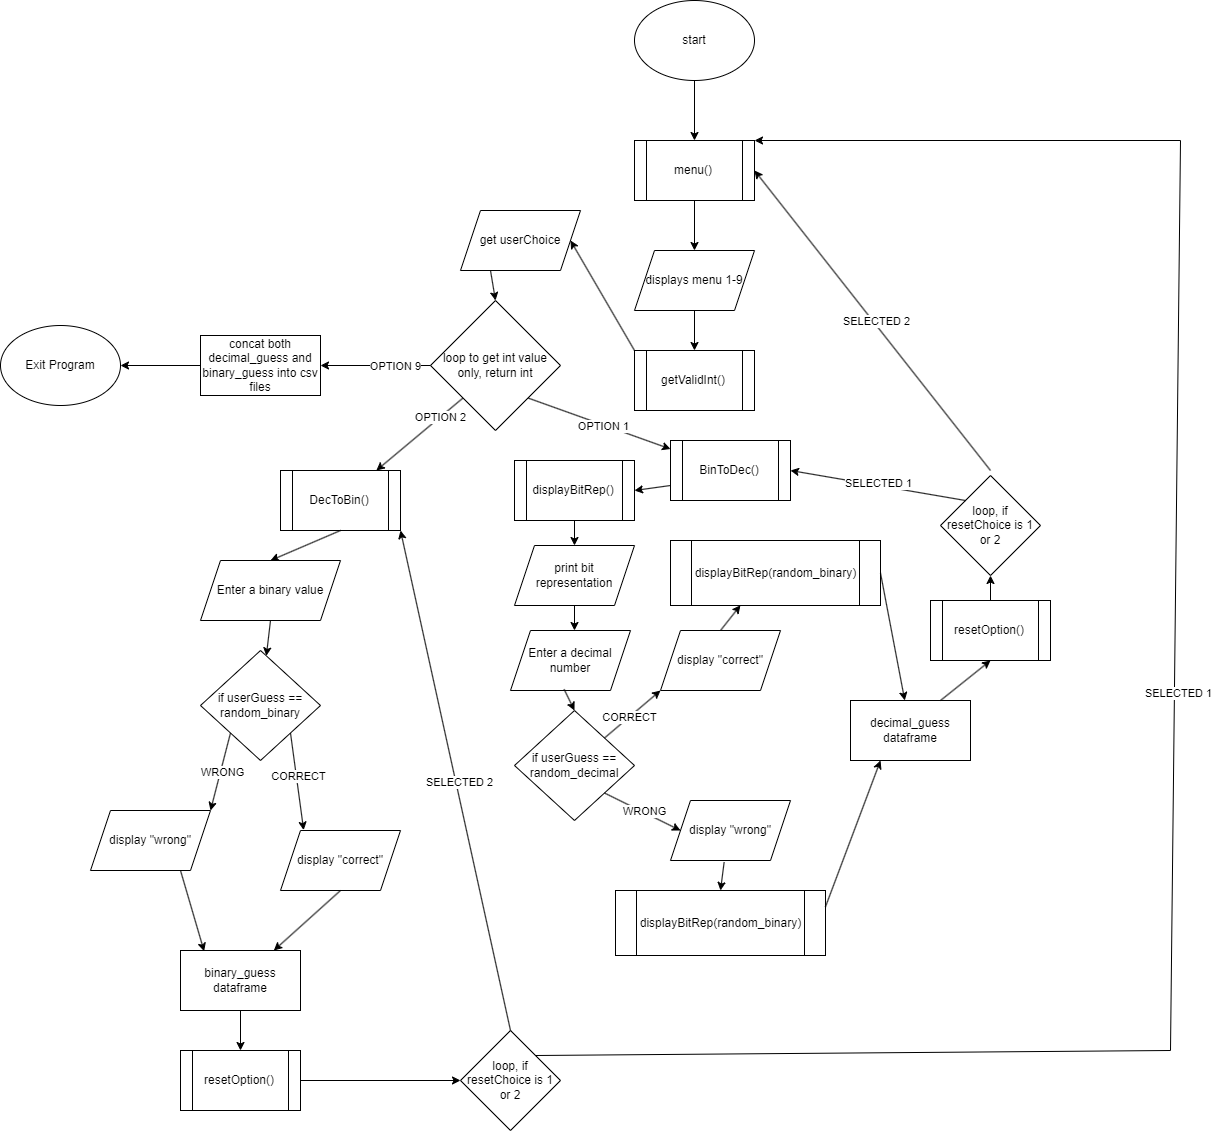 start
menu()
displays menu 1-9
getValidInt()
get userChoice
loop to get int value
only, return int
OPTION 9
concat both
decimal_guess and
binary_guess into csv
files
Exit Program
OPTION 2
OPTION 1
DecToBin()
Enter a binary value
if userGuess ==
random_binary
WRONG
CORRECT
display "wrong"
display "correct"
binary_guess
dataframe
resetOption()
loop, if
resetChoice is 1
or 2
SELECTED 2
SELECTED 1
BinToDec()
displayBitRep()
print bit
representation
Enter a decimal
number
if userGuess ==
random_decimal
CORRECT
display "correct"
displayBitRep(random_binary)
WRONG
display "wrong"
displayBitRep(random_binary)
decimal_guess
dataframe
resetOption()
loop, if
resetChoice is 1
or 2
SELECTED 1
SELECTED 2